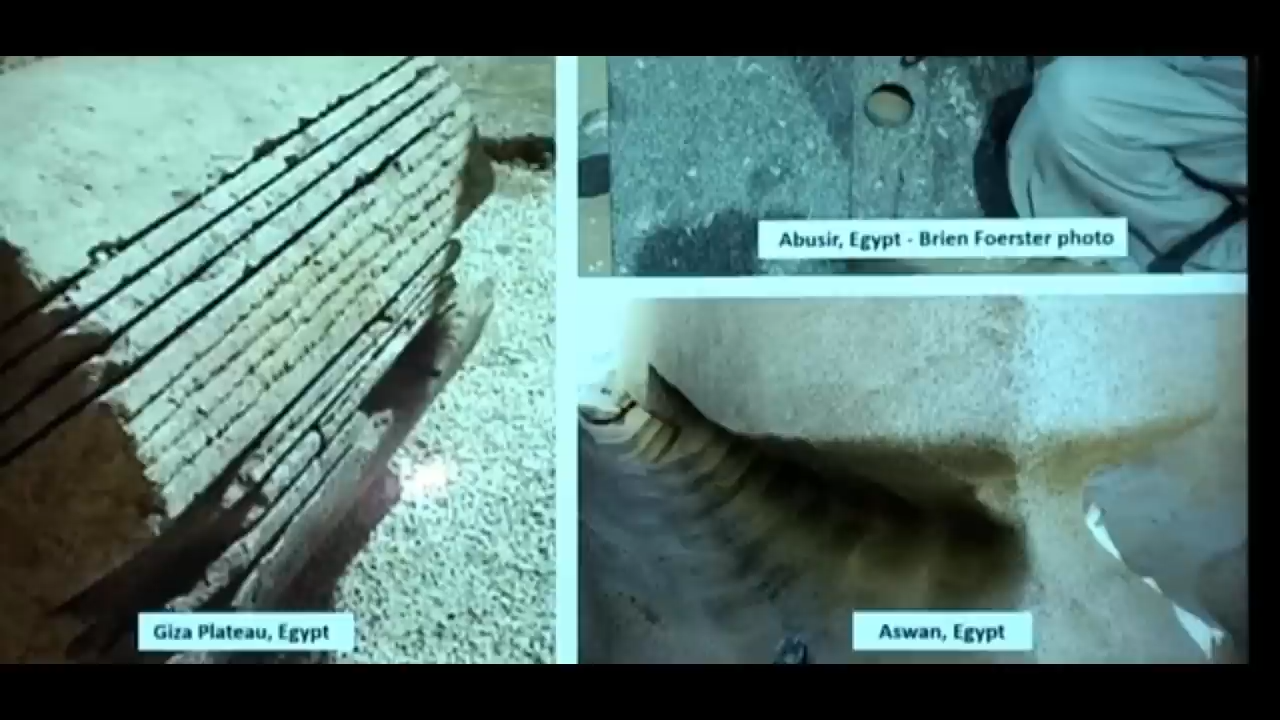 Abusir, Egypt - Brien Foerster photo
Giza Plateau, Egypt
Aswan, Egypt